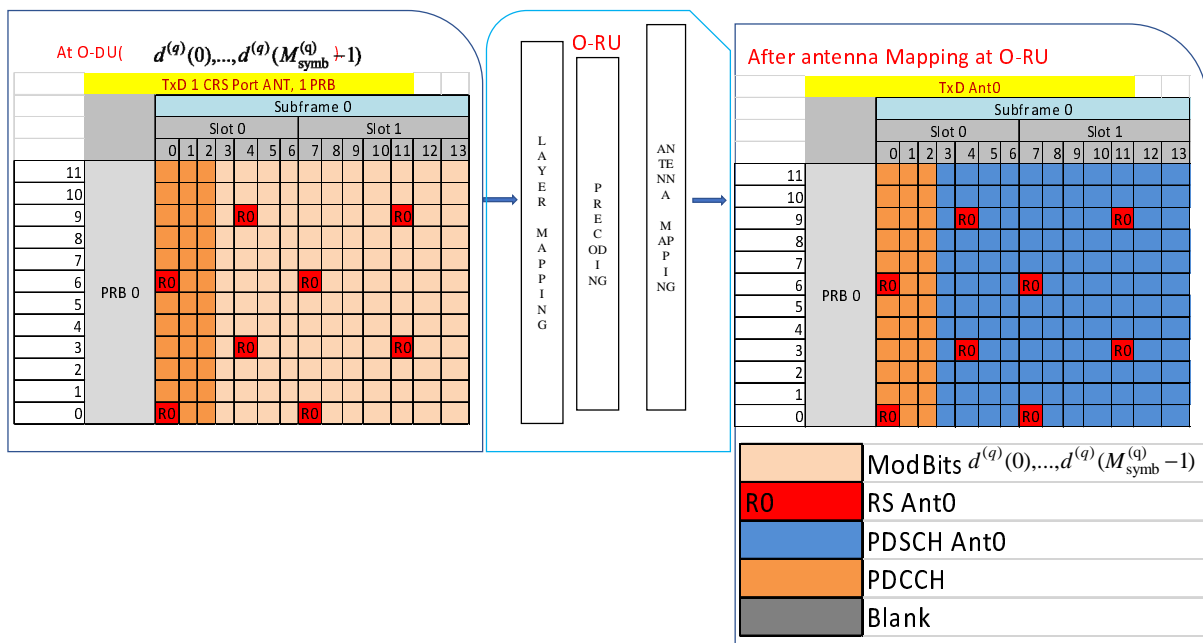 At O-DU( d^(q)(0),...,d^(q)(M_symb^(q) -1) )
TxD 1 CRS Port ANT, 1 PRB
Subframe 0
Slot 0 Slot 1
0 1 2 3 4 5 6 7 8 9 10 11 12 13
11
10
9 R0 R0
8
7
6 R0 R0
PRB 0
5
4
3 R0 R0
2
1
0 R0 R0
O-RU
LAYER MAPPING
PRECODING
ANTENNA MAPPING
After antenna Mapping at O-RU
TxD Ant0
Subframe 0
Slot 0 Slot 1
0 1 2 3 4 5 6 7 8 9 10 11 12 13
11
10
9 R0 R0
8
7
6 R0 R0
PRB 0
5
4
3 R0 R0
2
1
0 R0 R0
ModBits d^(q)(0),...,d^(q)(M_symb^(q) -1)
R0 RS Ant0
PDSCH Ant0
PDCCH
Blank